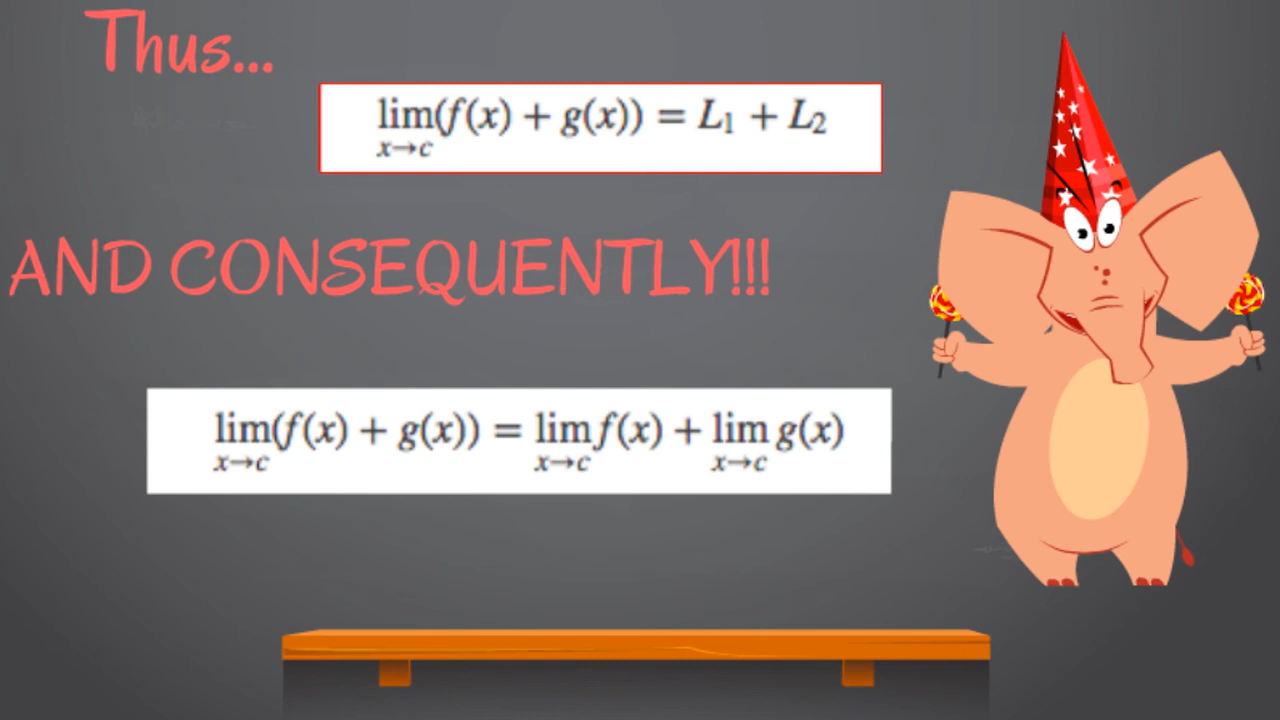 Thus...
lim(f(x) + g(x)) = L₁ + L₂
x→c
AND CONSEQUENTLY!!!
lim(f(x) + g(x)) = lim f(x) + lim g(x)
x→c x→c x→c